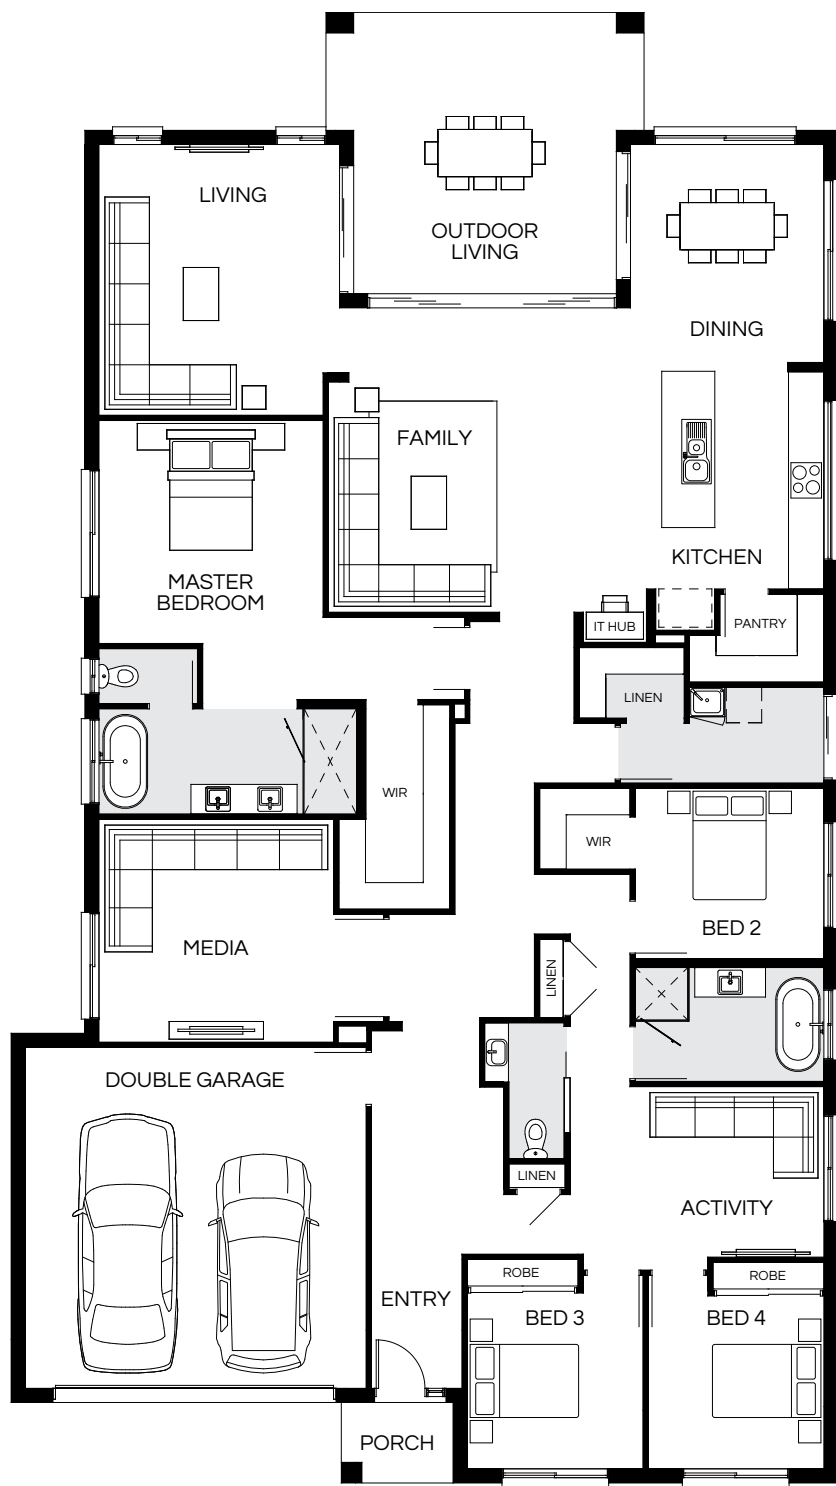 LIVING
OUTDOOR
LIVING
DINING
FAMILY
KITCHEN
MASTER
BEDROOM
IT HUB
PANTRY
LINEN
WIR
WIR
BED 2
MEDIA
LINEN
DOUBLE GARAGE
LINEN
ACTIVITY
ROBE
ROBE
ENTRY
BED 3
BED 4
PORCH